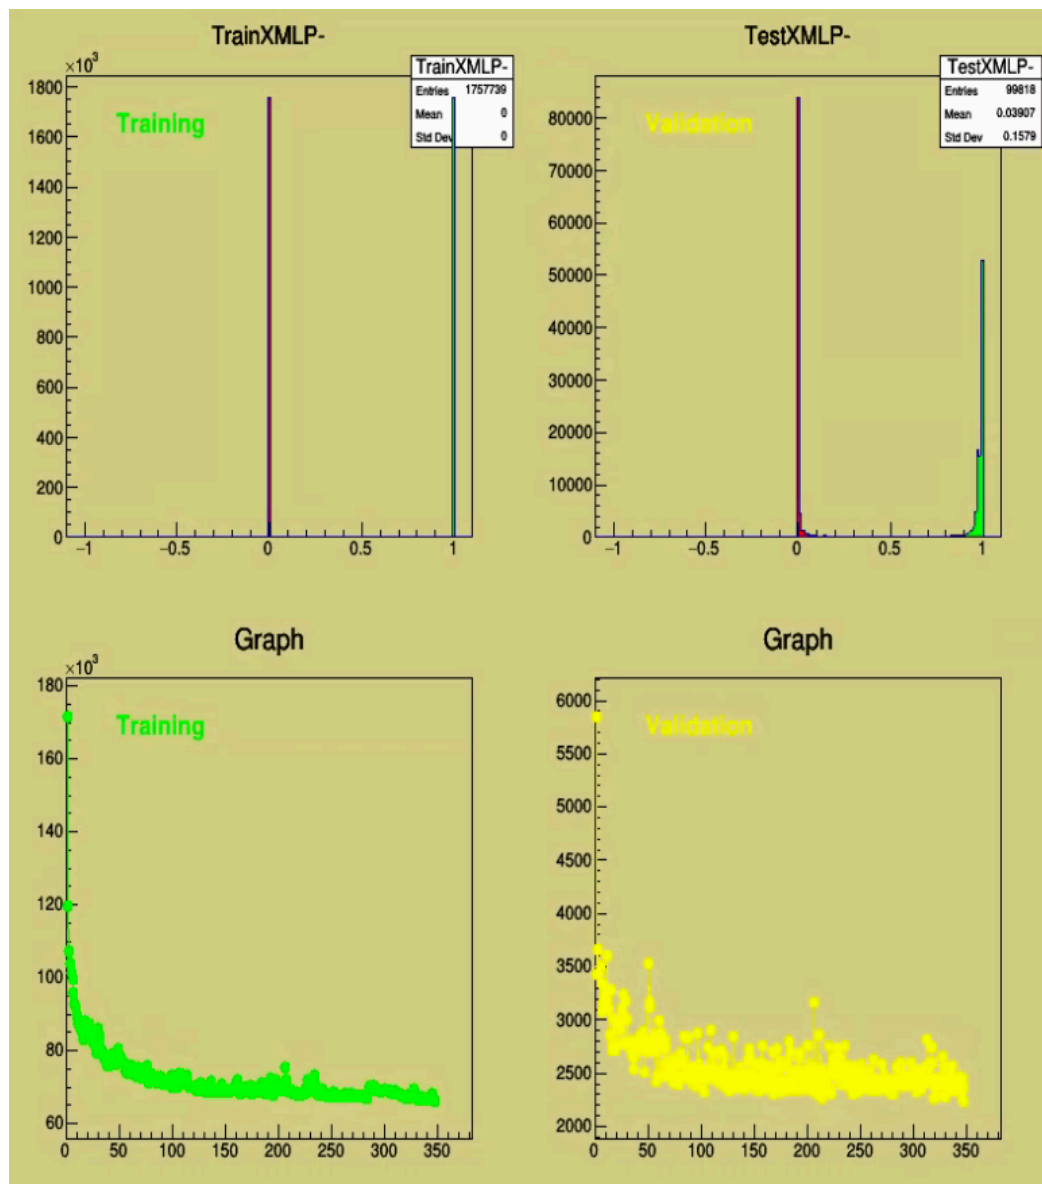 TrainXMLP-
×10³
TrainXMLP-
Entries 1757739
Mean 0
Std Dev 0
Training
1800
1600
1400
1200
1000
800
600
400
200
0
−1 −0.5 0 0.5 1
TestXMLP-
TestXMLP-
Entries 99818
Mean 0.03907
Std Dev 0.1579
Validation
80000
70000
60000
50000
40000
30000
20000
10000
0
−1 −0.5 0 0.5 1
Graph
×10³
Training
180
160
140
120
100
80
60
0 50 100 150 200 250 300 350
Graph
Validation
6000
5500
5000
4500
4000
3500
3000
2500
2000
0 50 100 150 200 250 300 350